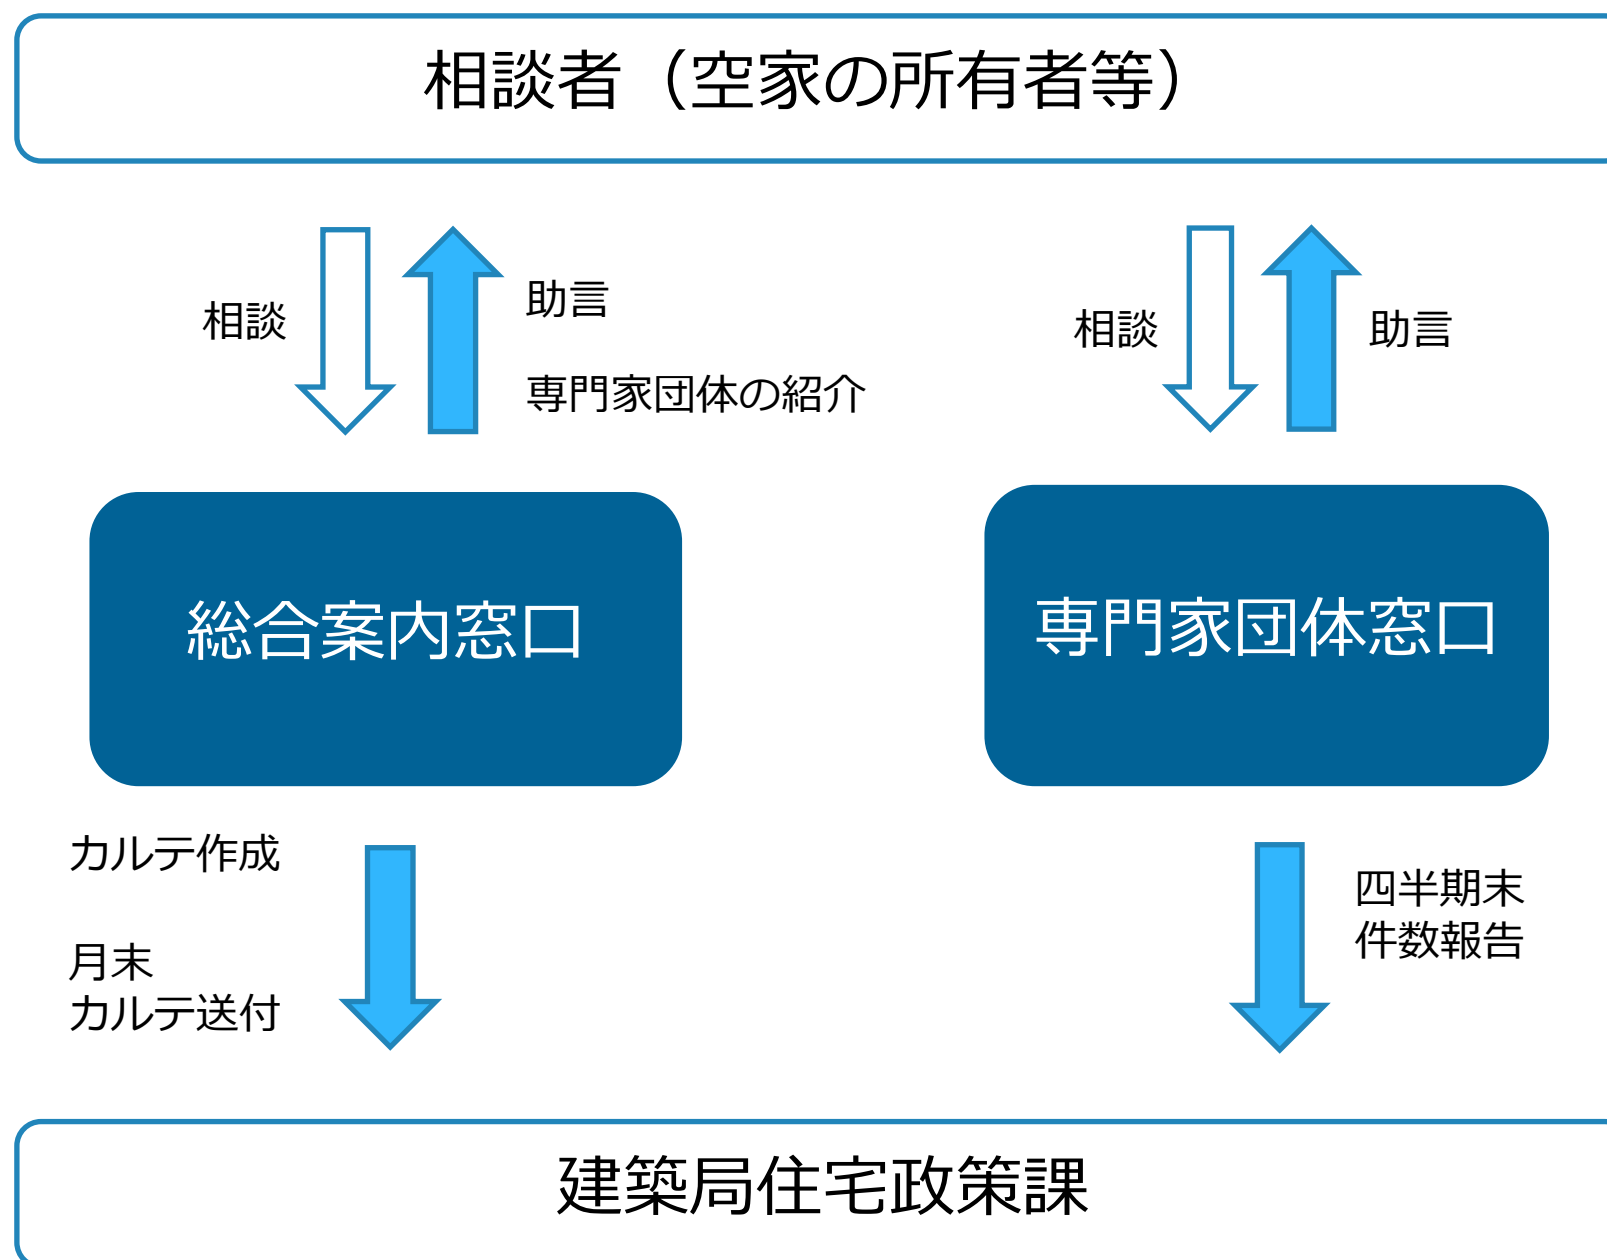 相談者（空家の所有者等）
相談
助言
専門家団体の紹介
相談
助言
総合案内窓口
専門家団体窓口
カルテ作成
月末
カルテ送付
四半期末
件数報告
建築局住宅政策課